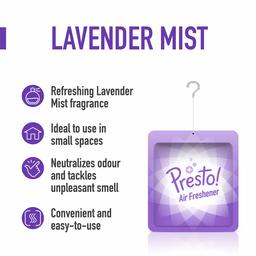 LAVENDER MIST
Refreshing Lavender
Mist fragrance
Ideal to use in
small spaces
Neutralizes odour
and tackles
unpleasant smell
Convenient and
easy-to-use
Presto!
Air Freshener